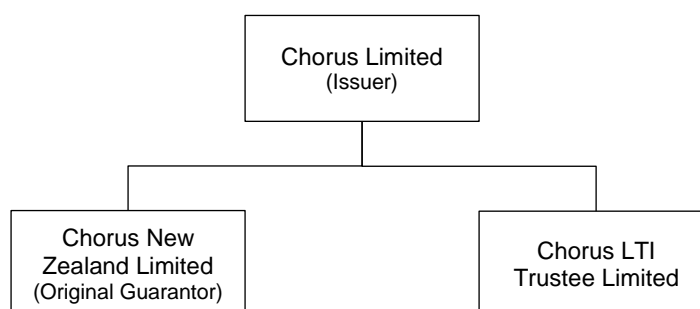 Chorus Limited
(Issuer)
Chorus New
Zealand Limited
(Original Guarantor)
Chorus LTI
Trustee Limited